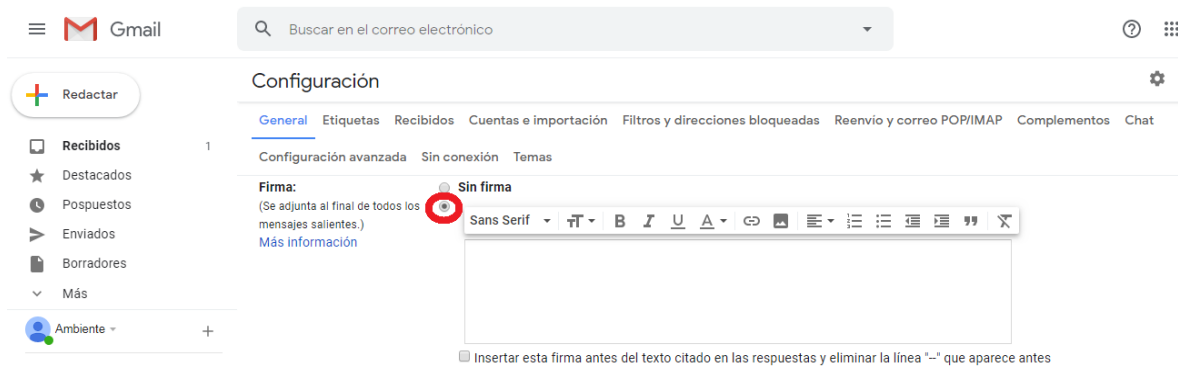 Gmail
Buscar en el correo electrónico
Redactar
Recibidos 1
Destacados
Pospuestos
Enviados
Borradores
Más
Ambiente
Configuración
General Etiquetas Recibidos Cuentas e importación Filtros y direcciones bloqueadas Reenvío y correo POP/IMAP Complementos Chat
Configuración avanzada Sin conexión Temas
Firma:
(Se adjunta al final de todos los
mensajes salientes.)
Más información
Sin firma
Sans Serif
Insertar esta firma antes del texto citado en las respuestas y eliminar la línea "--" que aparece antes